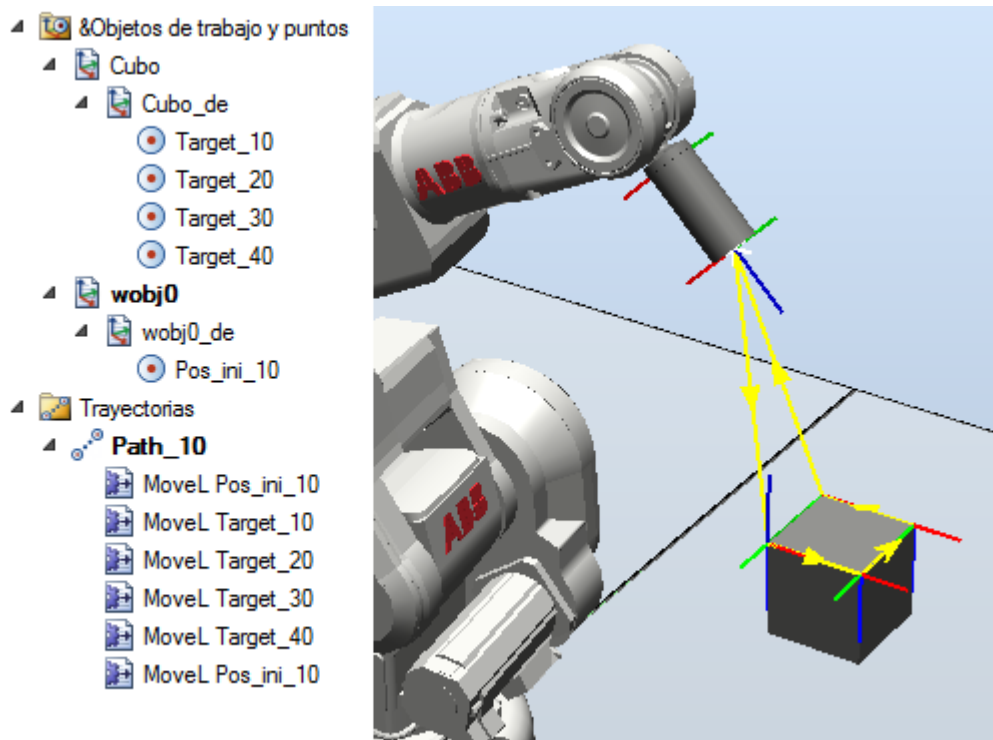 &Objetos de trabajo y puntos
Cubo
Cubo_de
Target_10
Target_20
Target_30
Target_40
wobj0
wobj0_de
Pos_ini_10
Trayectorias
Path_10
MoveL Pos_ini_10
MoveL Target_10
MoveL Target_20
MoveL Target_30
MoveL Target_40
MoveL Pos_ini_10
ABB
ABB